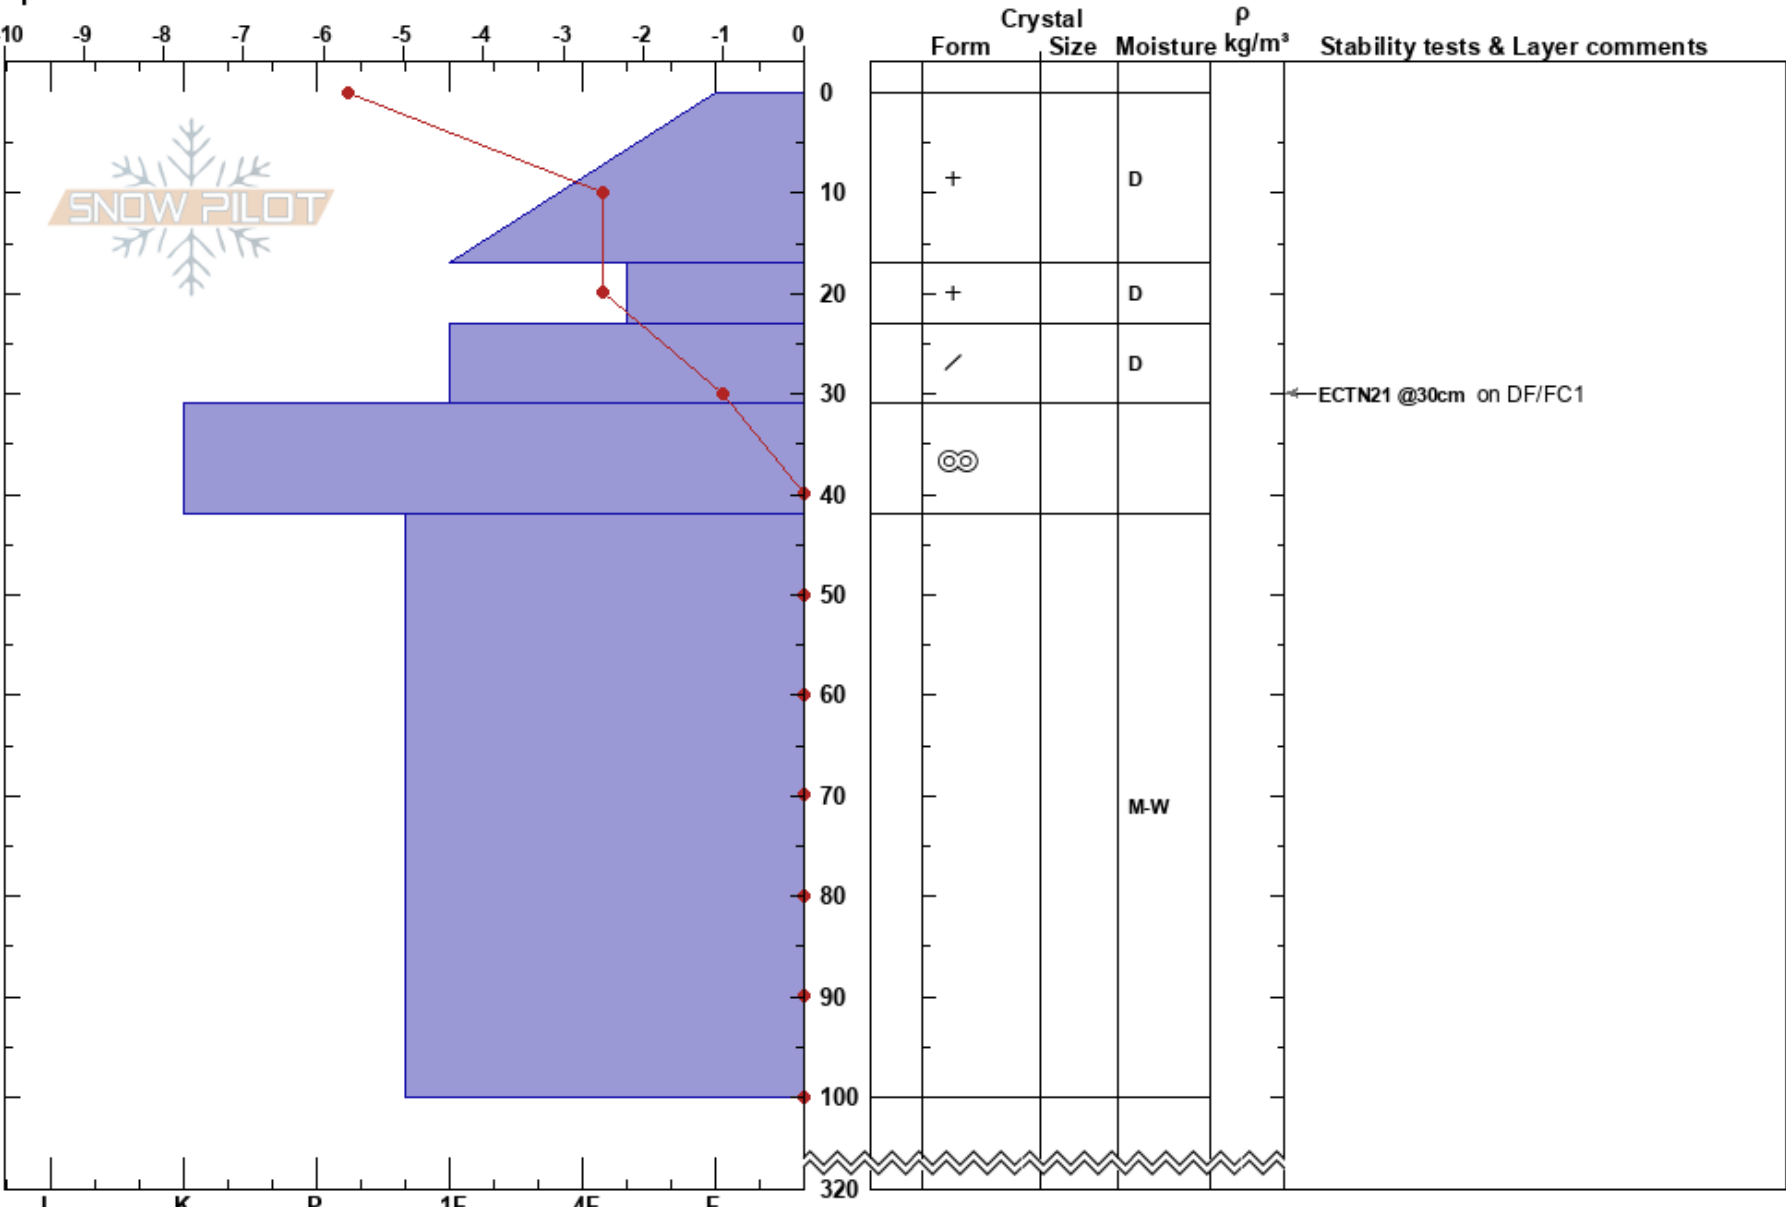 Crystal ρ
10 -9 -8 -7 -6 -5 -4 -3 -2 -1 0 Form Size Moisture kg/m³ Stability tests & Layer comments
0
SNOW PILOT
+ D
10
+ D
20
/ D
30 ECTN21 @30cm on DF/FC1
40
50
60
70 M-W
80
90
100
320
I K P 1F 4F F